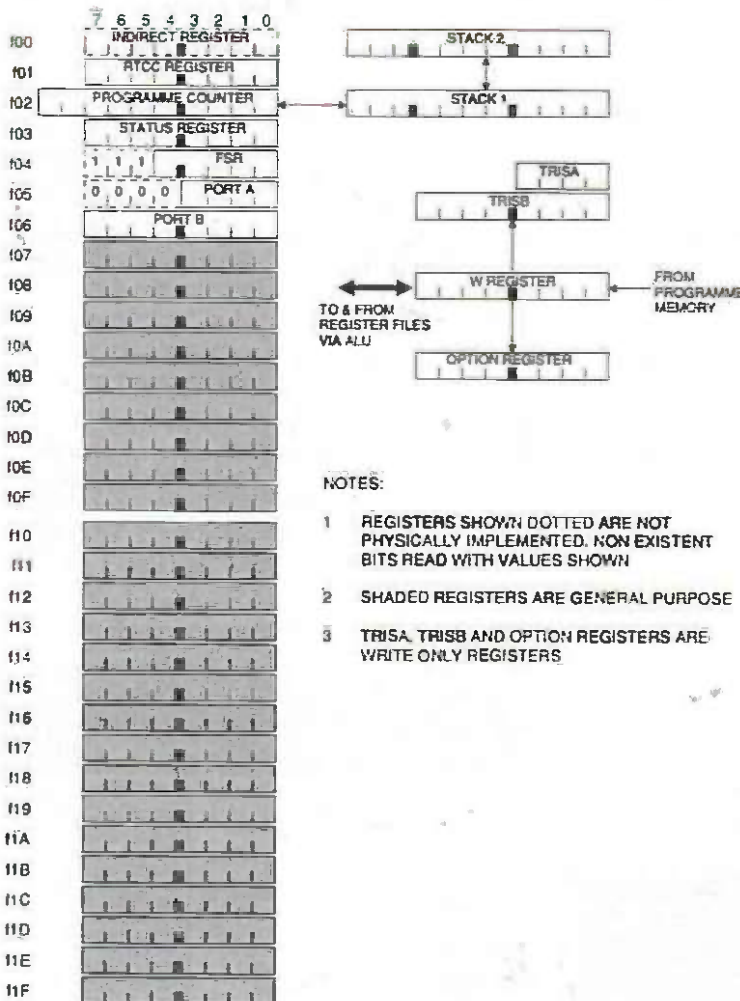 7 6 5 4 3 2 1 0
f00 INDIRECT REGISTER STACK 2
f01 RTCC REGISTER
f02 PROGRAMME COUNTER STACK 1
f03 STATUS REGISTER
f04 1 1 1 FSR
TRISA
f05 0 0 0 0 PORT A
TRISB
f06 PORT B
f07
f08 W REGISTER
FROM
PROGRAMME
MEMORY
TO & FROM
REGISTER FILES
VIA ALU
f09
f0A
OPTION REGISTER
f0B
f0C
f0D
f0E
f0F
NOTES:
f10
1 REGISTERS SHOWN DOTTED ARE NOT
PHYSICALLY IMPLEMENTED. NON EXISTENT
BITS READ WITH VALUES SHOWN
f11
f12
2 SHADED REGISTERS ARE GENERAL PURPOSE
f13
3 TRISA, TRISB AND OPTION REGISTERS ARE
WRITE ONLY REGISTERS
f14
f15
f16
f17
f18
f19
f1A
f1B
f1C
f1D
f1E
f1F